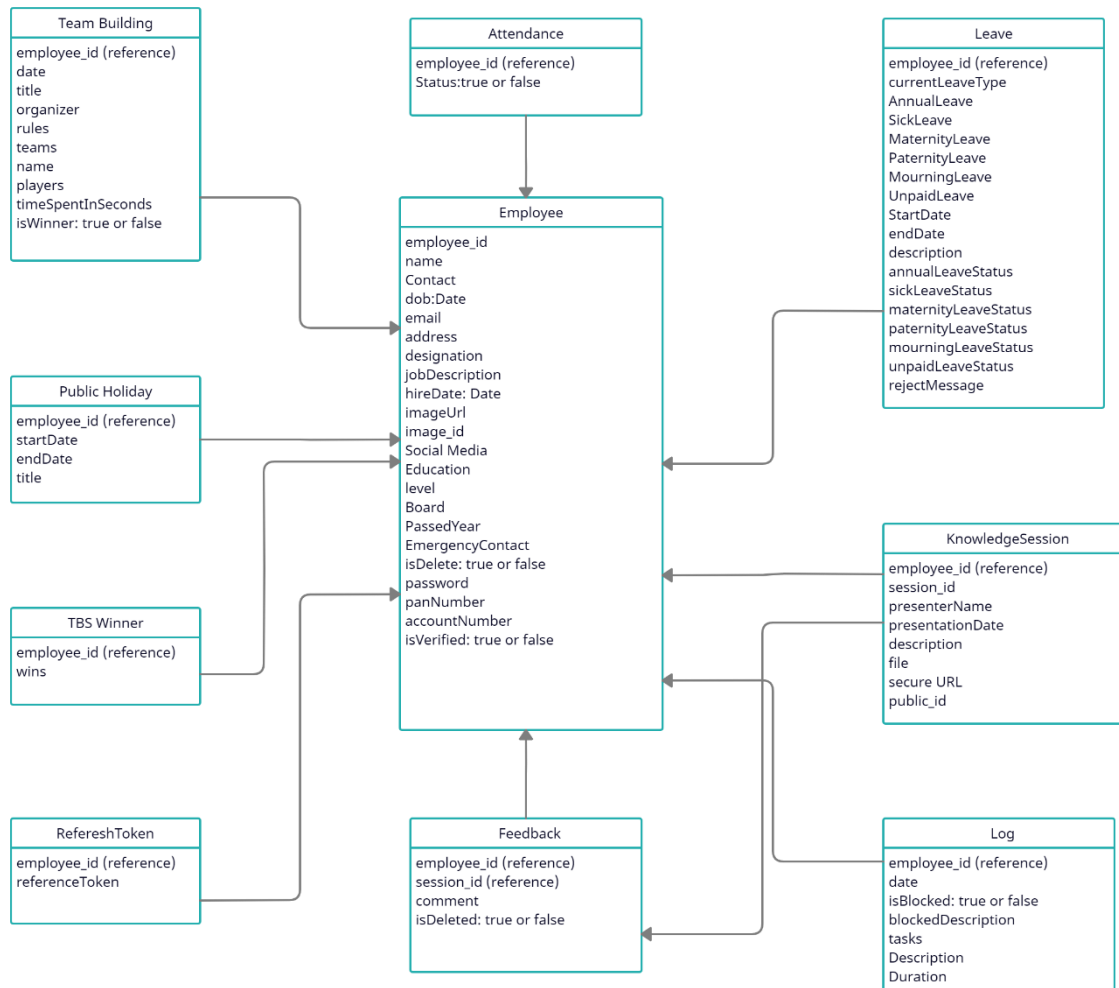 Team Building
employee_id (reference)
date
title
organizer
rules
teams
name
players
timeSpentInSeconds
isWinner: true or false
Attendance
employee_id (reference)
Status:true or false
Leave
employee_id (reference)
currentLeaveType
AnnualLeave
SickLeave
MaternityLeave
PaternityLeave
MourningLeave
UnpaidLeave
StartDate
endDate
description
annualLeaveStatus
sickLeaveStatus
maternityLeaveStatus
paternityLeaveStatus
mourningLeaveStatus
unpaidLeaveStatus
rejectMessage
Employee
employee_id
name
Contact
dob:Date
email
address
designation
jobDescription
hireDate: Date
imageUrl
image_id
Social Media
Education
level
Board
PassedYear
EmergencyContact
isDelete: true or false
password
panNumber
accountNumber
isVerified: true or false
Public Holiday
employee_id (reference)
startDate
endDate
title
KnowledgeSession
employee_id (reference)
session_id
presenterName
presentationDate
description
file
secure URL
public_id
TBS Winner
employee_id (reference)
wins
RefereshToken
employee_id (reference)
referenceToken
Feedback
employee_id (reference)
session_id (reference)
comment
isDeleted: true or false
Log
employee_id (reference)
date
isBlocked: true or false
blockedDescription
tasks
Description
Duration